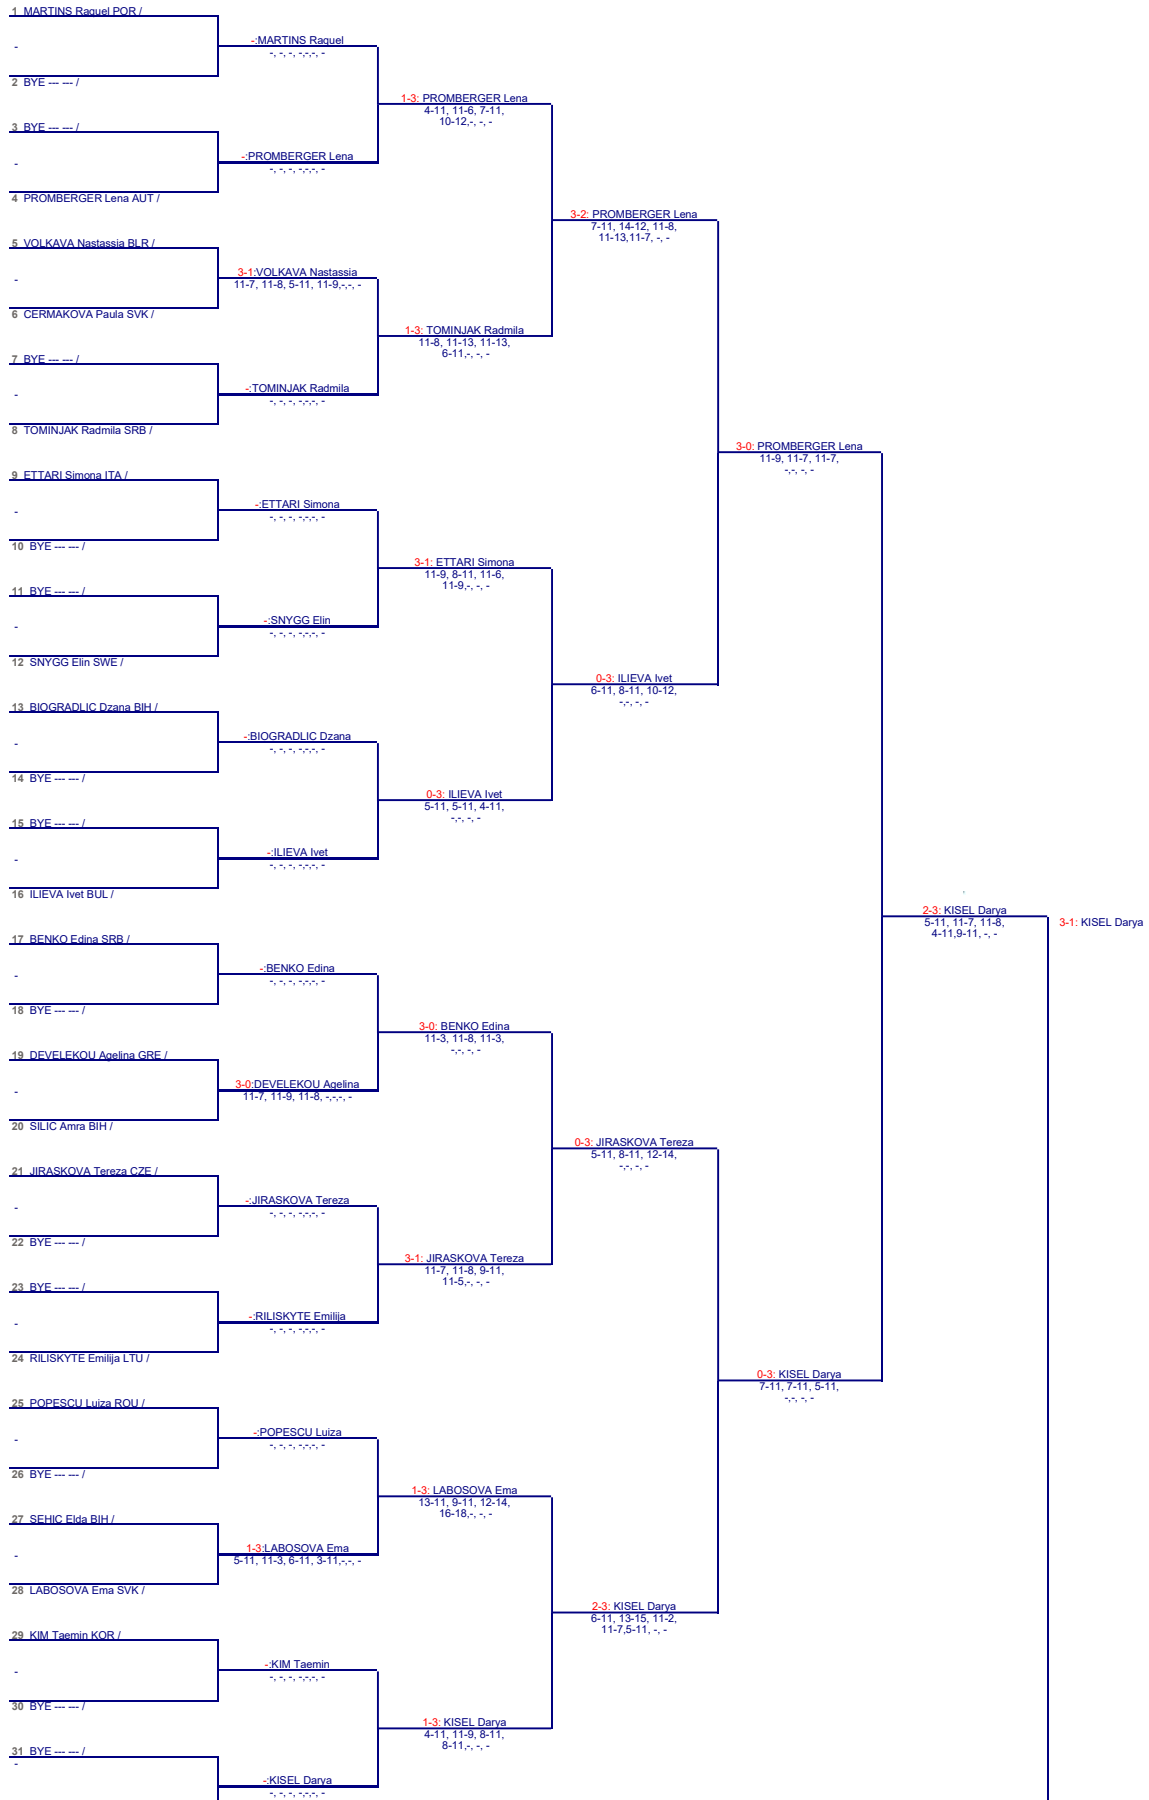 1 MARTINS Raquel POR /
-
-:MARTINS Raquel
-, -, -, -,-,-, -
2 BYE --- --- /
1-3: PROMBERGER Lena
4-11, 11-6, 7-11,
10-12,-, -, -
3 BYE --- --- /
-
-:PROMBERGER Lena
-, -, -, -,-,-, -
4 PROMBERGER Lena AUT /
3-2: PROMBERGER Lena
7-11, 14-12, 11-8,
11-13,11-7, -, -
5 VOLKAVA Nastassia BLR /
-
3-1:VOLKAVA Nastassia
11-7, 11-8, 5-11, 11-9,-,-, -
6 CERMAKOVA Paula SVK /
1-3: TOMINJAK Radmila
11-8, 11-13, 11-13,
6-11,-, -, -
7 BYE --- --- /
-
-:TOMINJAK Radmila
-, -, -, -,-,-, -
8 TOMINJAK Radmila SRB /
3-0: PROMBERGER Lena
11-9, 11-7, 11-7,
-,-, -, -
9 ETTARI Simona ITA /
-
-:ETTARI Simona
-, -, -, -,-,-, -
10 BYE --- --- /
3-1: ETTARI Simona
11-9, 8-11, 11-6,
11-9,-, -, -
11 BYE --- --- /
-
-:SNYGG Elin
-, -, -, -,-,-, -
12 SNYGG Elin SWE /
0-3: ILIEVA Ivet
6-11, 8-11, 10-12,
-,-, -, -
13 BIOGRADLIC Dzana BIH /
-
-:BIOGRADLIC Dzana
-, -, -, -,-,-, -
14 BYE --- --- /
0-3: ILIEVA Ivet
5-11, 5-11, 4-11,
-,-, -, -
15 BYE --- --- /
-
-:ILIEVA Ivet
-, -, -, -,-,-, -
16 ILIEVA Ivet BUL /
2-3: KISEL Darya
5-11, 11-7, 11-8,
4-11,9-11, -, -
3-1: KISEL Darya
17 BENKO Edina SRB /
-
-:BENKO Edina
-, -, -, -,-,-, -
18 BYE --- --- /
3-0: BENKO Edina
11-3, 11-8, 11-3,
-,-, -, -
19 DEVELEKOU Agelina GRE /
-
3-0:DEVELEKOU Agelina
11-7, 11-9, 11-8, -,-,-, -
20 SILIC Amra BIH /
0-3: JIRASKOVA Tereza
5-11, 8-11, 12-14,
-,-, -, -
21 JIRASKOVA Tereza CZE /
-
-:JIRASKOVA Tereza
-, -, -, -,-,-, -
22 BYE --- --- /
3-1: JIRASKOVA Tereza
11-7, 11-8, 9-11,
11-5,-, -, -
23 BYE --- --- /
-
-:RILISKYTE Emilija
-, -, -, -,-,-, -
24 RILISKYTE Emilija LTU /
0-3: KISEL Darya
7-11, 7-11, 5-11,
-,-, -, -
25 POPESCU Luiza ROU /
-
-:POPESCU Luiza
-, -, -, -,-,-, -
26 BYE --- --- /
1-3: LABOSOVA Ema
13-11, 9-11, 12-14,
16-18,-, -, -
27 SEHIC Elda BIH /
-
1-3:LABOSOVA Ema
5-11, 11-3, 6-11, 3-11,-,-, -
28 LABOSOVA Ema SVK /
2-3: KISEL Darya
6-11, 13-15, 11-2,
11-7,5-11, -, -
29 KIM Taemin KOR /
-
-:KIM Taemin
-, -, -, -,-,-, -
30 BYE --- --- /
1-3: KISEL Darya
4-11, 11-9, 8-11,
8-11,-, -, -
31 BYE --- --- /
-
-:KISEL Darya
-, -, -, -,-,-, -